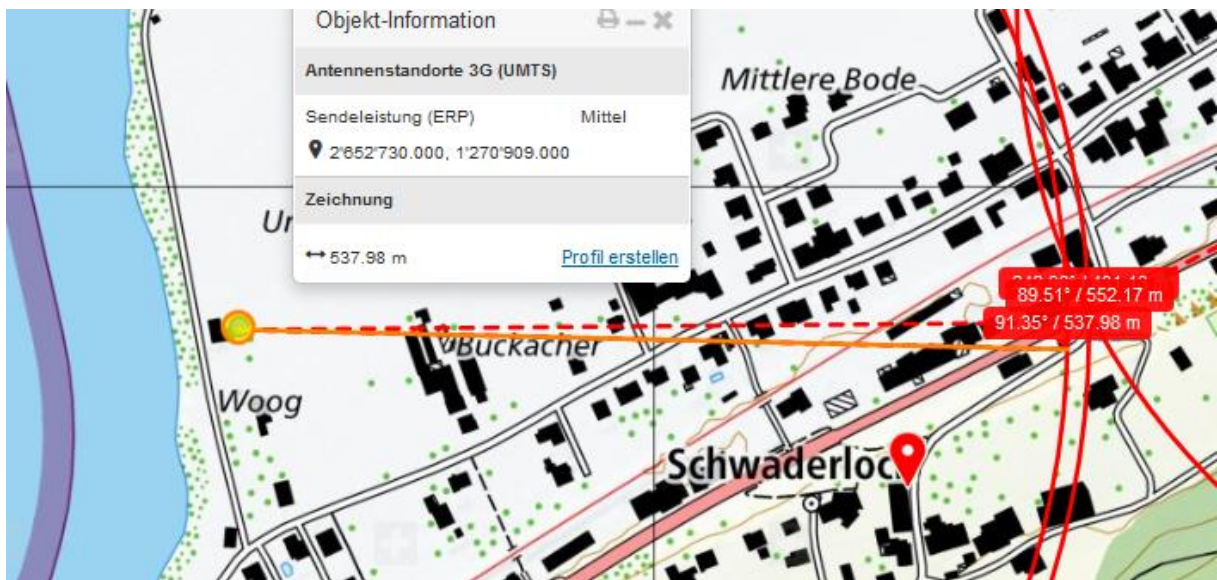 Objekt-Information
Antennenstandorte 3G (UMTS)
Sendeleistung (ERP) Mittel
2'652'730.000, 1'270'909.000
Zeichnung
537.98 m Profil erstellen
Mittlere Bode
Ur
89.51° / 552.17 m
91.35° / 537.98 m
Buckacher
Woog
Schwaderloc